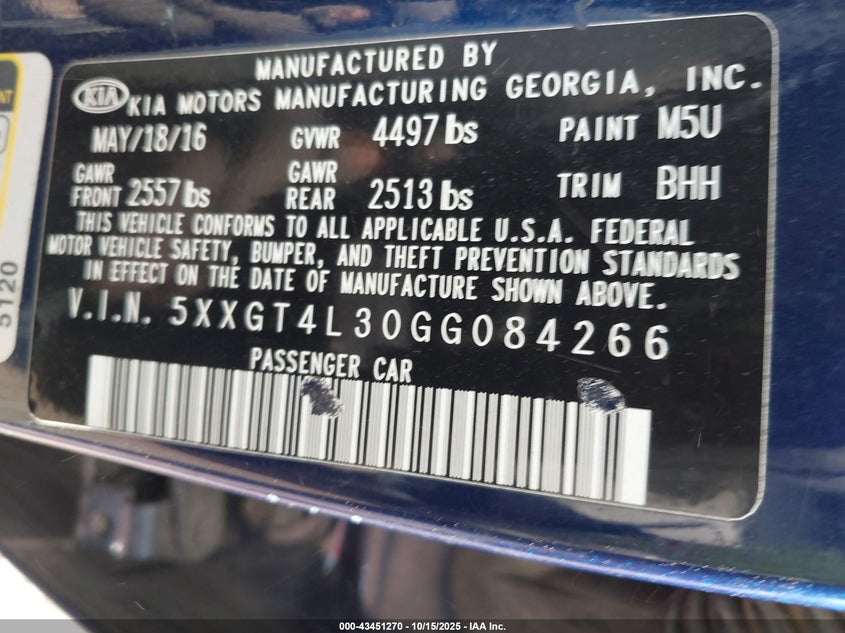 MANUFACTURED BY
KIA KIA MOTORS MANUFACTURING GEORGIA, INC.
MAY/18/16 GVWR 4497 lbs PAINT M5U
GAWR FRONT 2557 lbs GAWR REAR 2513 lbs TRIM BHH
THIS VEHICLE CONFORMS TO ALL APPLICABLE U.S.A. FEDERAL
MOTOR VEHICLE SAFETY, BUMPER, AND THEFT PREVENTION STANDARDS
IN EFFECT ON THE DATE OF MANUFACTURE SHOWN ABOVE.
V.I.N. 5XXGT4L30GG084266
PASSENGER CAR
5120
000-43451270 | 10/15/2025 - IAA Inc.